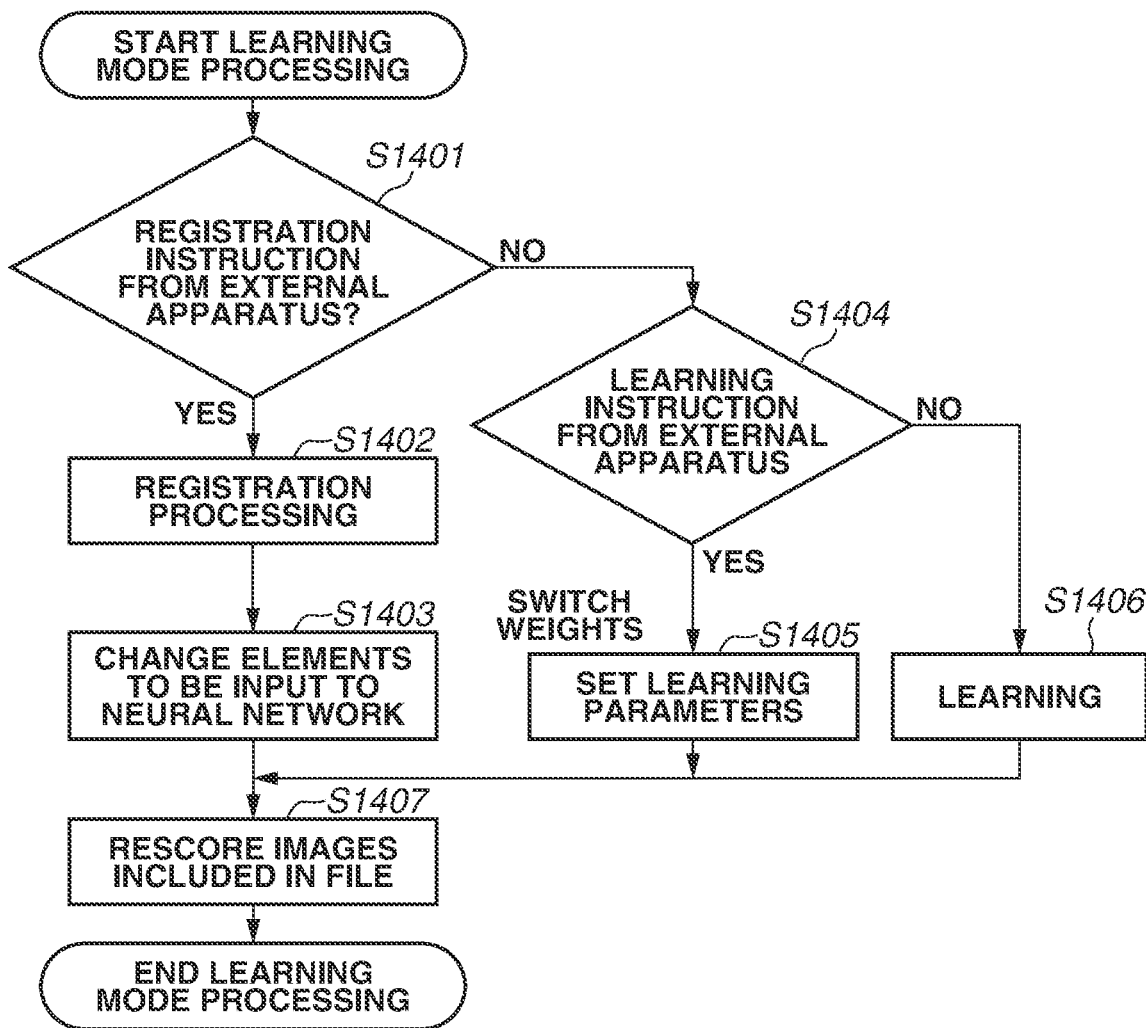 START LEARNING
MODE PROCESSING
S1401
REGISTRATION
INSTRUCTION
FROM EXTERNAL
APPARATUS?
NO
YES
S1404
LEARNING
INSTRUCTION
FROM EXTERNAL
APPARATUS
NO
YES
S1402
REGISTRATION
PROCESSING
S1403
CHANGE ELEMENTS
TO BE INPUT TO
NEURAL NETWORK
SWITCH
WEIGHTS
S1405
SET LEARNING
PARAMETERS
S1406
LEARNING
S1407
RESCORE IMAGES
INCLUDED IN FILE
END LEARNING
MODE PROCESSING